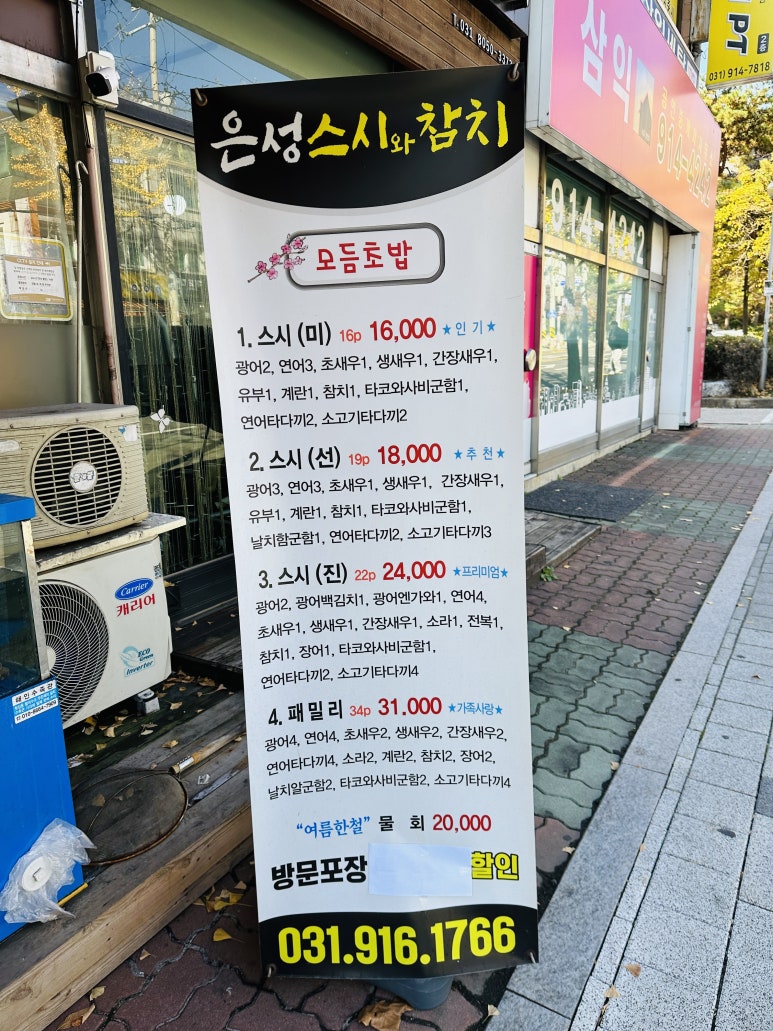 T. 031 8050-3373
삼익
914-4242
2층
PT
031) 914-7818
914 4242
은성스시와참치
모듬초밥
1. 스시 (미) 16p 16,000 ★인 기★
광어2, 연어3, 초새우1, 생새우1, 간장새우1,
유부1, 계란1, 참치1, 타코와사비군함1,
연어타다끼2, 소고기타다끼2
2. 스시 (선) 19p 18,000 ★추 천★
광어3, 연어3, 초새우1, 생새우1, 간장새우1,
유부1, 계란1, 참치1, 타코와사비군함1,
날치함군함1, 연어타다끼2, 소고기타다끼3
3. 스시 (진) 22p 24,000 ★프리미엄★
광어2, 광어백김치1, 광어엔가와1, 연어4,
초새우1, 생새우1, 간장새우1, 소라1, 전복1,
참치1, 장어1, 타코와사비군함1,
연어타다끼2, 소고기타다끼4
4. 패밀리 34p 31.000 ★가족사랑★
광어4, 연어4, 초새우2, 생새우2, 간장새우2,
연어타다끼4, 소라2, 계란2, 참치2, 장어2,
날치알군함2, 타코와사비군함2, 소고기타다끼4
“여름한철” 물 회 20,000
방문포장 할인
031.916.1766
Carrier
캐리어
ECO
Green
inverter